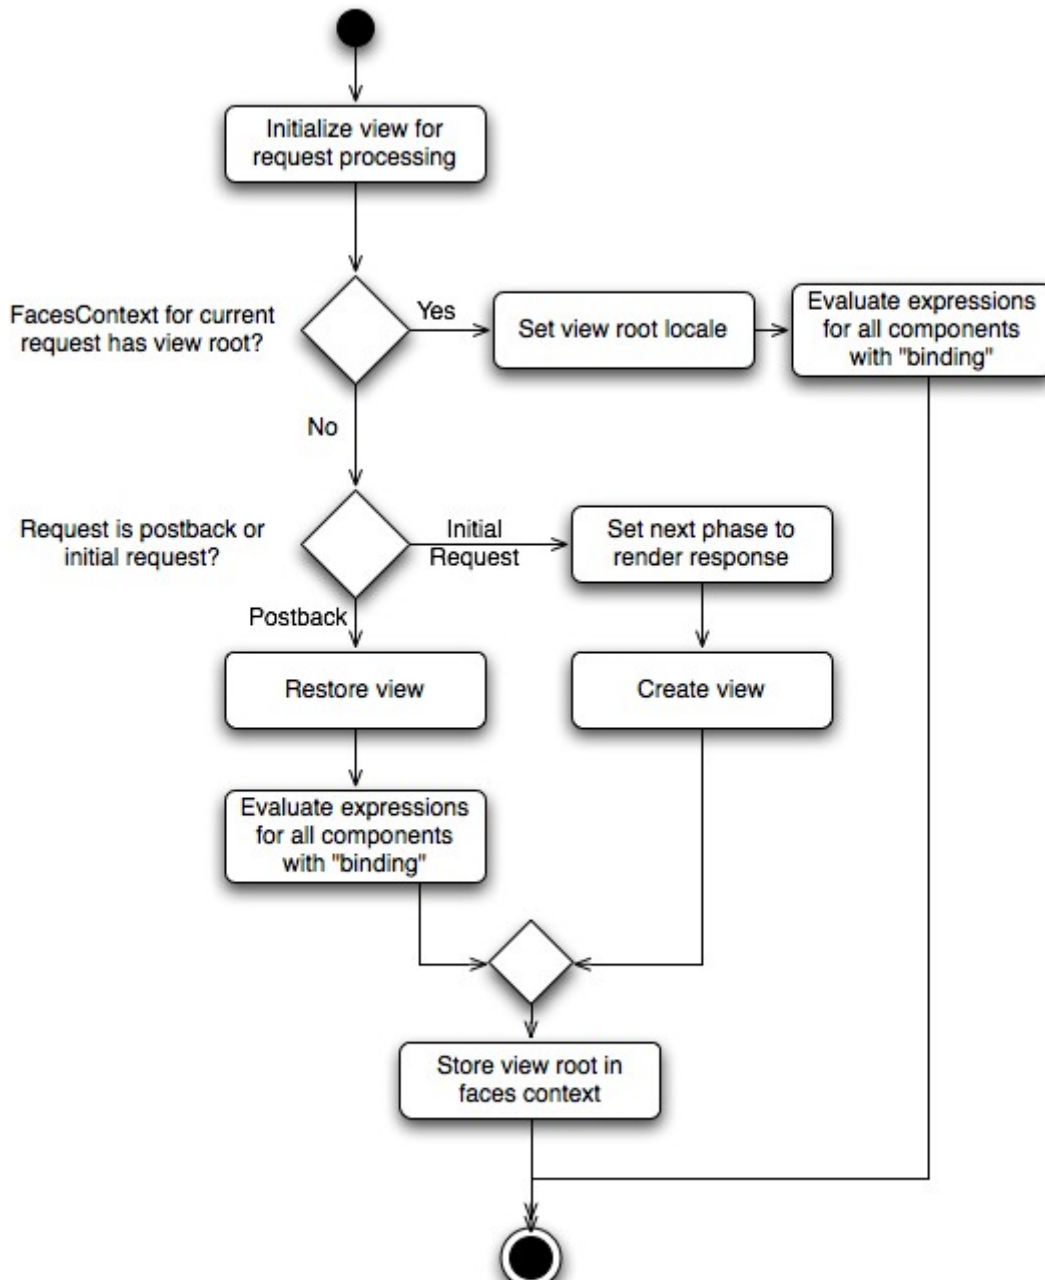 Initialize view for
request processing
FacesContext for current
request has view root?
Yes
Set view root locale
Evaluate expressions
for all components
with "binding"
No
Request is postback or
initial request?
Initial
Request
Set next phase to
render response
Postback
Restore view
Create view
Evaluate expressions
for all components
with "binding"
Store view root in
faces context